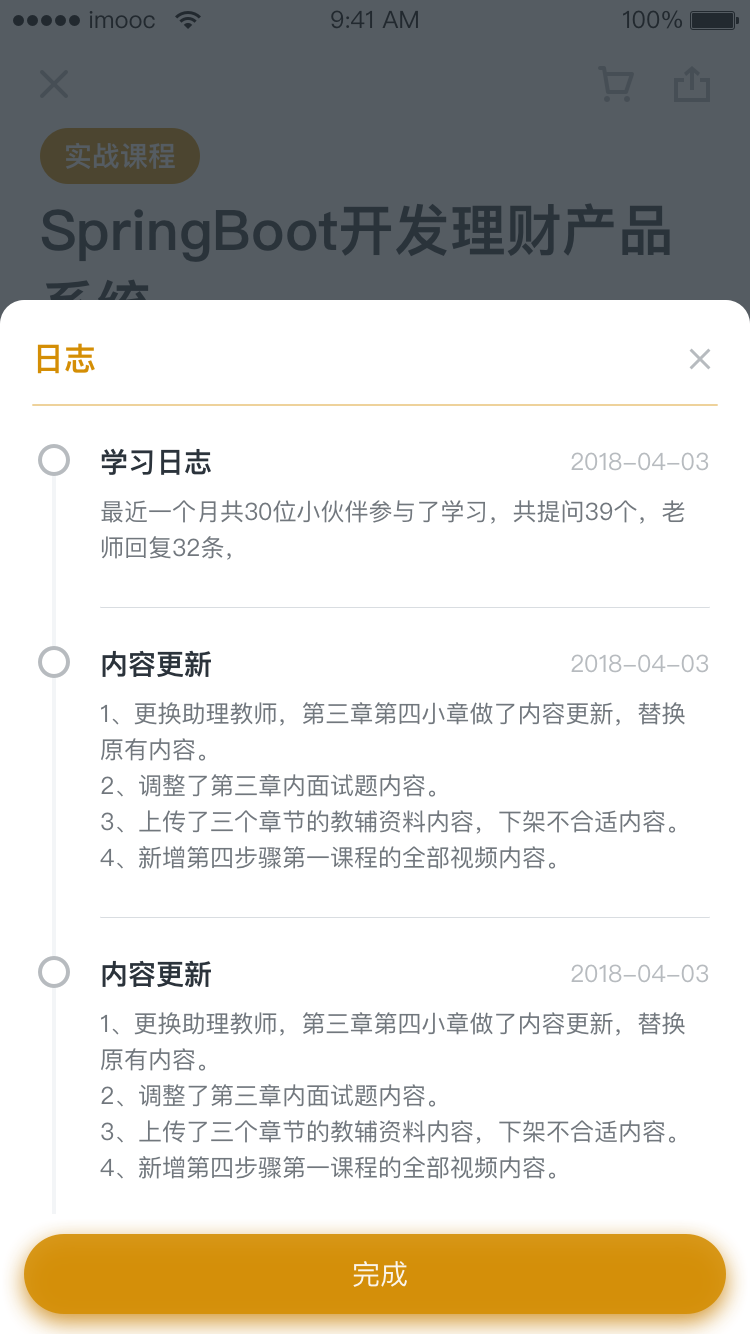 imooc 9:41 AM 100%
实战课程
SpringBoot开发理财产品
系统
日志
学习日志 2018-04-03
最近一个月共30位小伙伴参与了学习，共提问39个，老
师回复32条，
内容更新 2018-04-03
1、更换助理教师，第三章第四小章做了内容更新，替换
原有内容。
2、调整了第三章内面试题内容。
3、上传了三个章节的教辅资料内容，下架不合适内容。
4、新增第四步骤第一课程的全部视频内容。
内容更新 2018-04-03
1、更换助理教师，第三章第四小章做了内容更新，替换
原有内容。
2、调整了第三章内面试题内容。
3、上传了三个章节的教辅资料内容，下架不合适内容。
4、新增第四步骤第一课程的全部视频内容。
完成